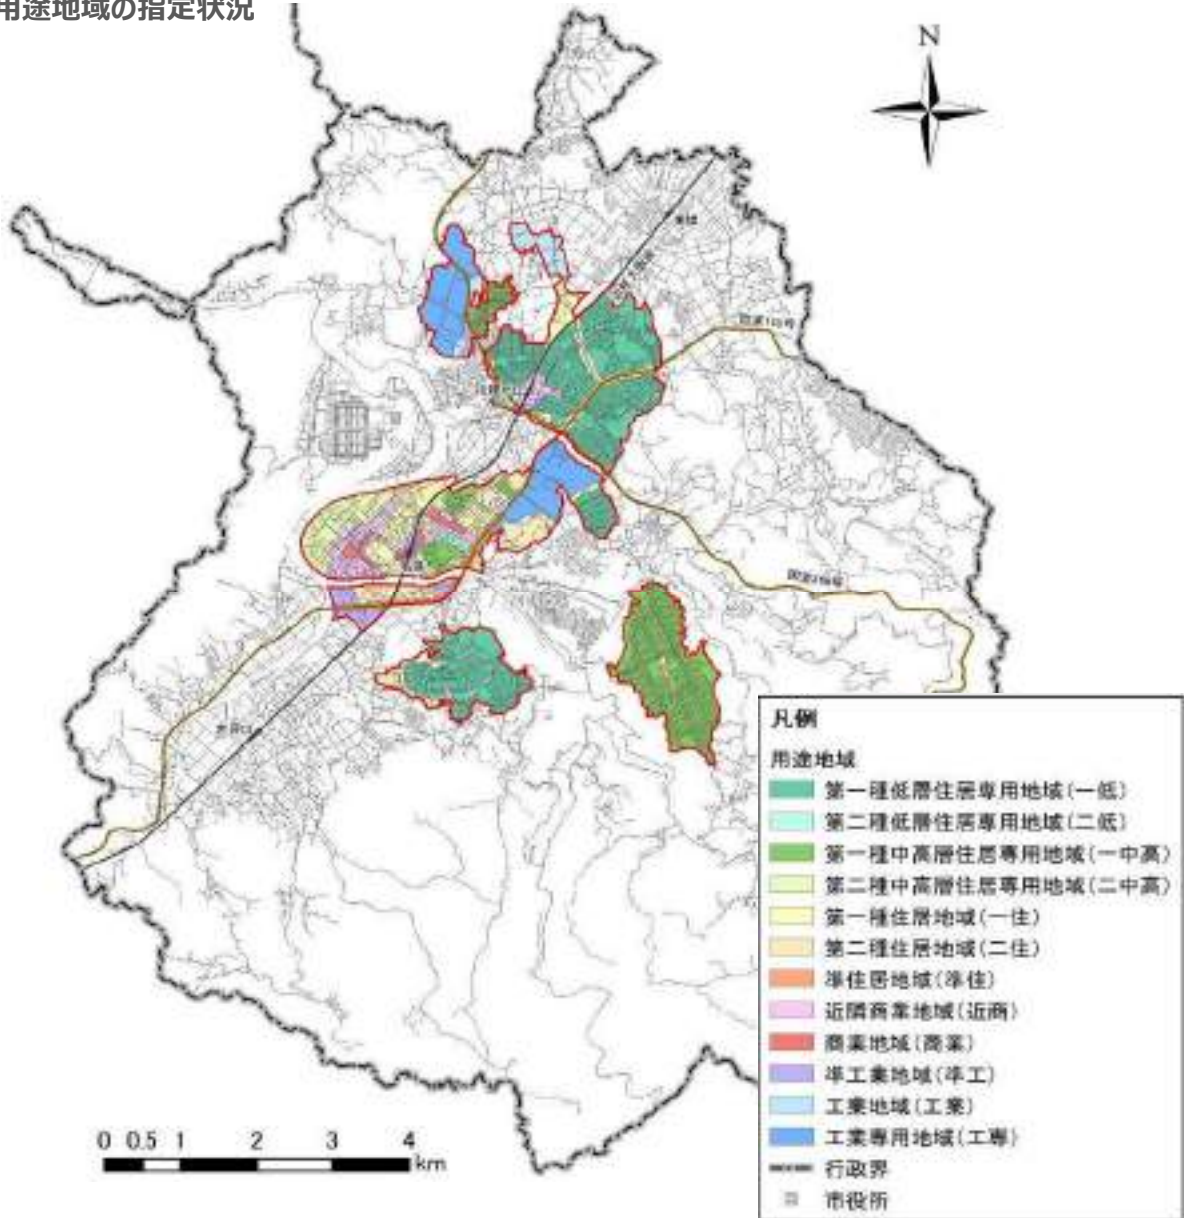 用途地域の指定状況
N
国道125号
凡例
用途地域
第一種低層住居専用地域(一低)
第二種低層住居専用地域(二低)
第一種中高層住居専用地域(一中高)
第二種中高層住居専用地域(二中高)
第一種住居地域(一住)
第二種住居地域(二住)
準住居地域(準住)
近隣商業地域(近商)
商業地域(商業)
準工業地域(準工)
工業地域(工業)
工業専用地域(工専)
行政界
市役所
0 0.5 1 2 3 4
km